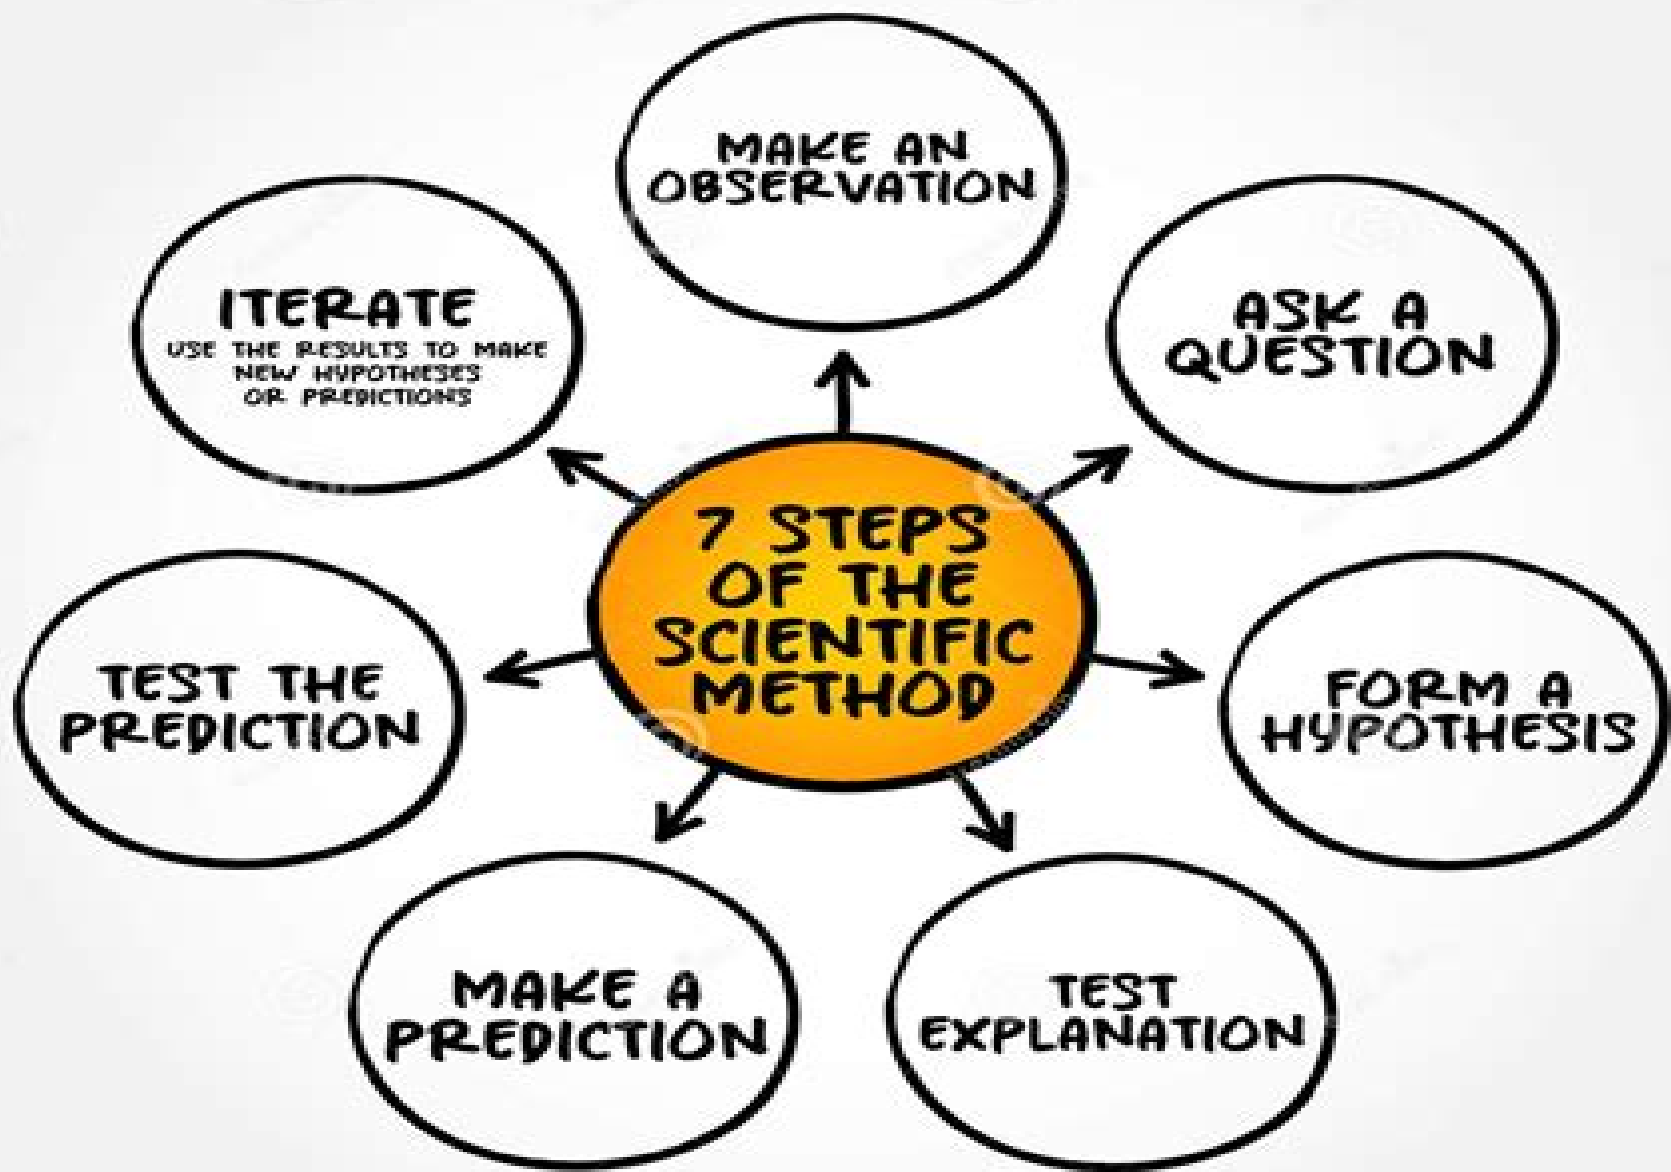 MAKE AN
OBSERVATION
ASK A
QUESTION
FORM A
HYPOTHESIS
TEST
EXPLANATION
MAKE A
PREDICTION
TEST THE
PREDICTION
ITERATE
USE THE RESULTS TO MAKE
NEW HYPOTHESES
OR PREDICTIONS
7 STEPS
OF THE
SCIENTIFIC
METHOD